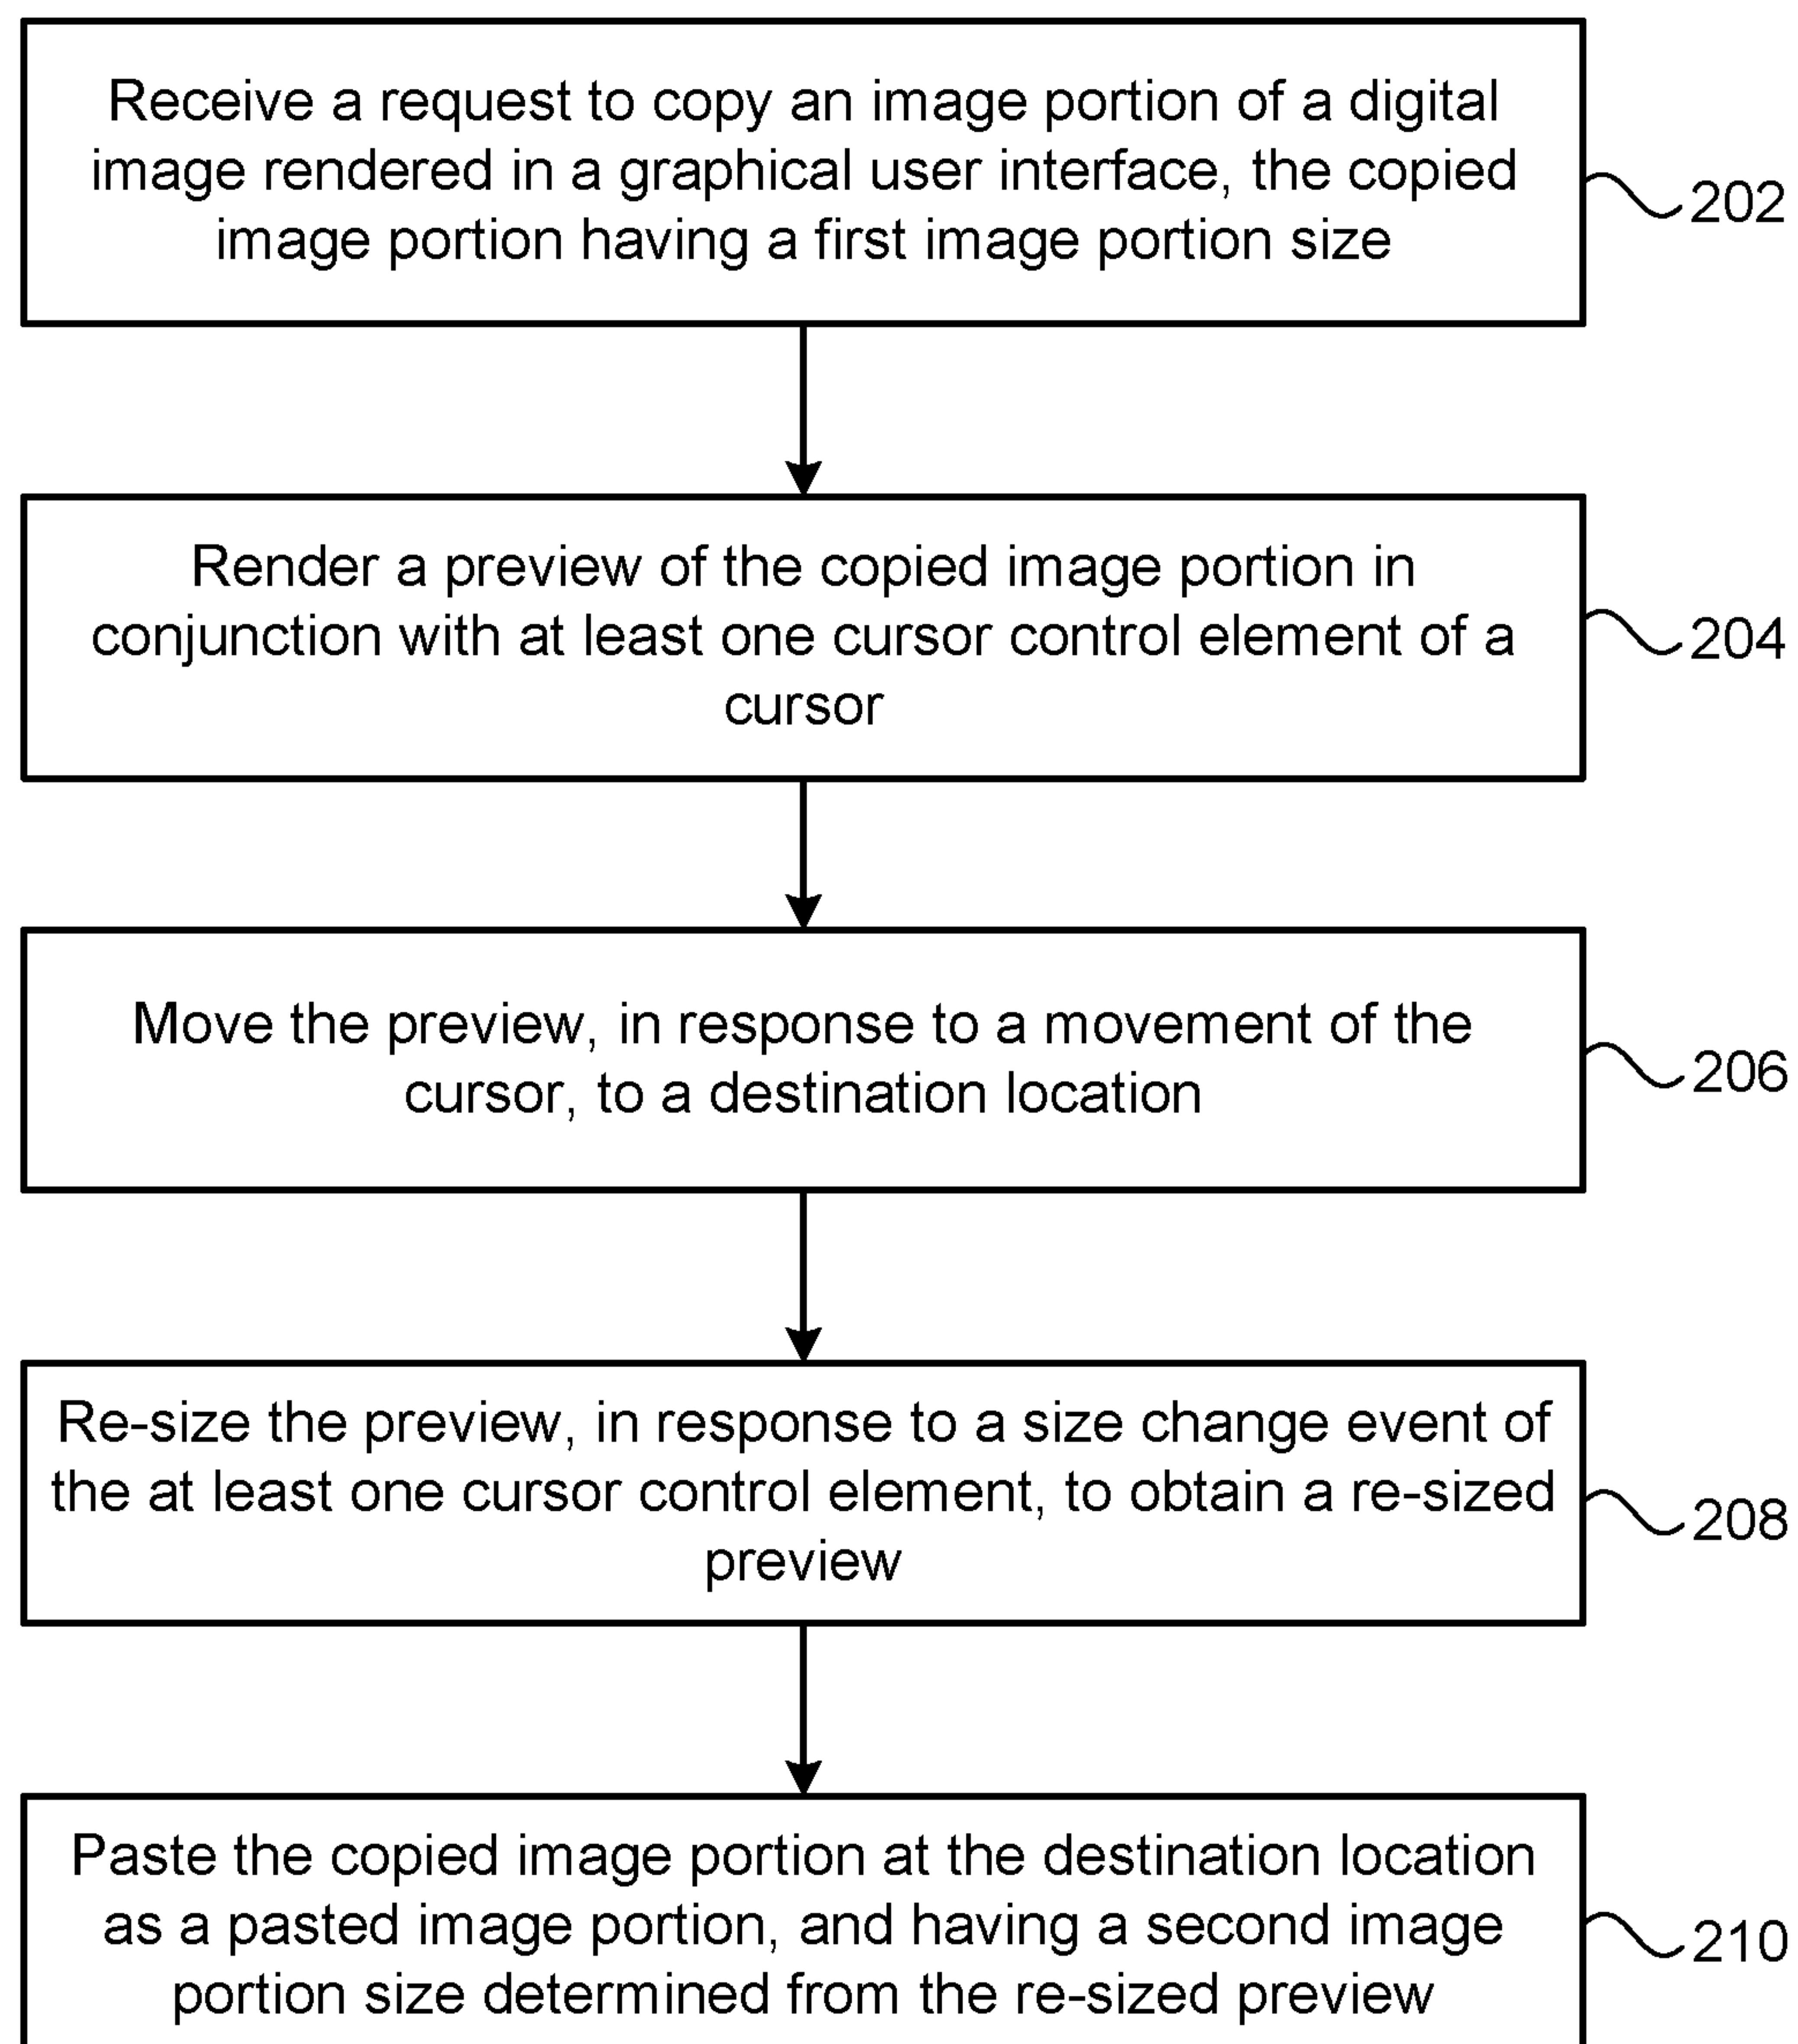 Receive a request to copy an image portion of a digital
image rendered in a graphical user interface, the copied
image portion having a first image portion size
202
Render a preview of the copied image portion in
conjunction with at least one cursor control element of a
cursor
204
Move the preview, in response to a movement of the
cursor, to a destination location
206
Re-size the preview, in response to a size change event of
the at least one cursor control element, to obtain a re-sized
preview
208
Paste the copied image portion at the destination location
as a pasted image portion, and having a second image
portion size determined from the re-sized preview
210